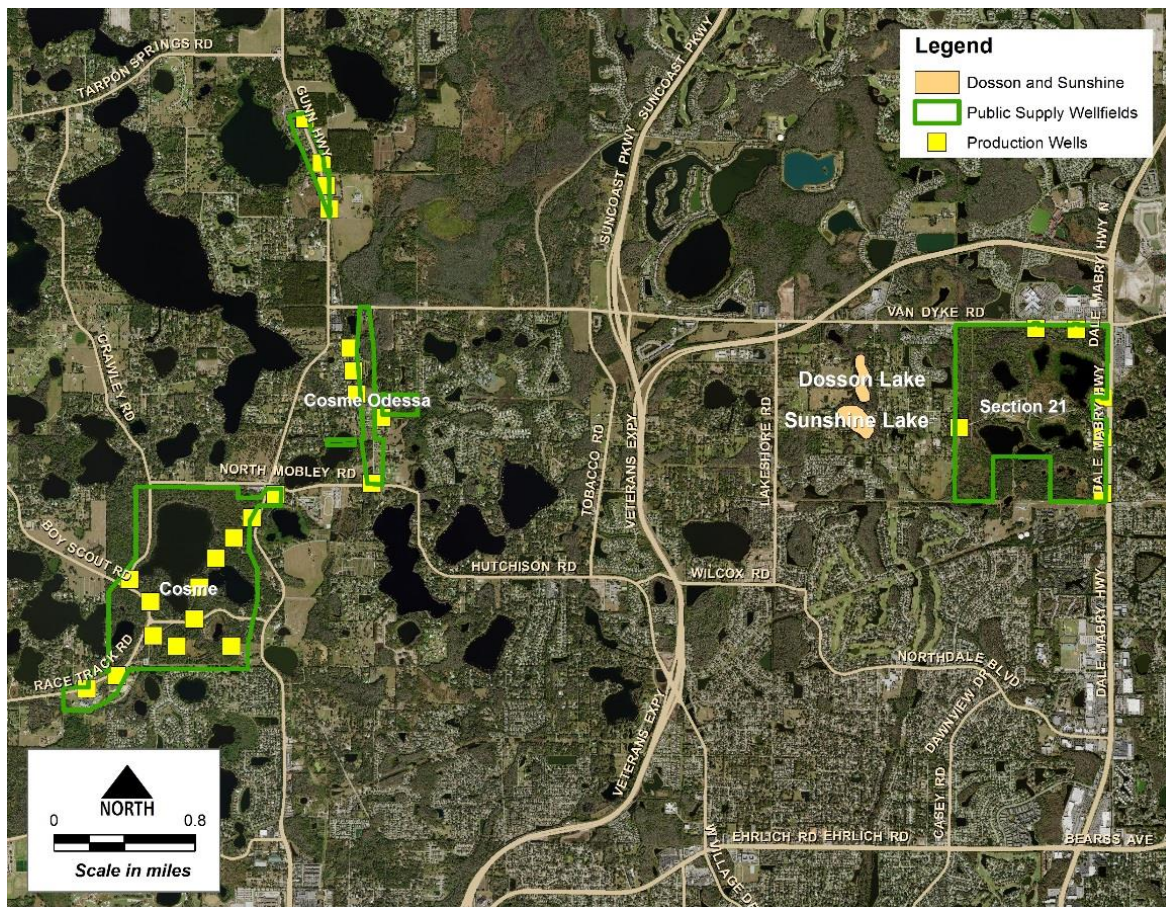 TARPON SPRINGS RD
GUNN HWY
SUNCOAST PKWY
SUNCOAST PKWY
Legend
Dosson and Sunshine
Public Supply Wellfields
Production Wells
DALE MABRY HWY N
VAN DYKE RD
CRAWLEY RD
Cosme Odessa
Dosson Lake
Sunshine Lake
Section 21
DALE MABRY HWY
NORTH MOBLEY RD
TOBACCO RD
VETERANS EXPY
LAKESHORE RD
BOY SCOUT RD
Cosme
HUTCHISON RD
WILCOX RD
RACE TRACK RD
NORTHDALE BLVD
DALE MABRY HWY
DAWNVIEW DR
VETERANS EXPY
CASEY RD
W VILLAGE DR
EHRLICH RD
EHRLICH RD
BEARSS AVE
NORTH
0 0.8
Scale in miles